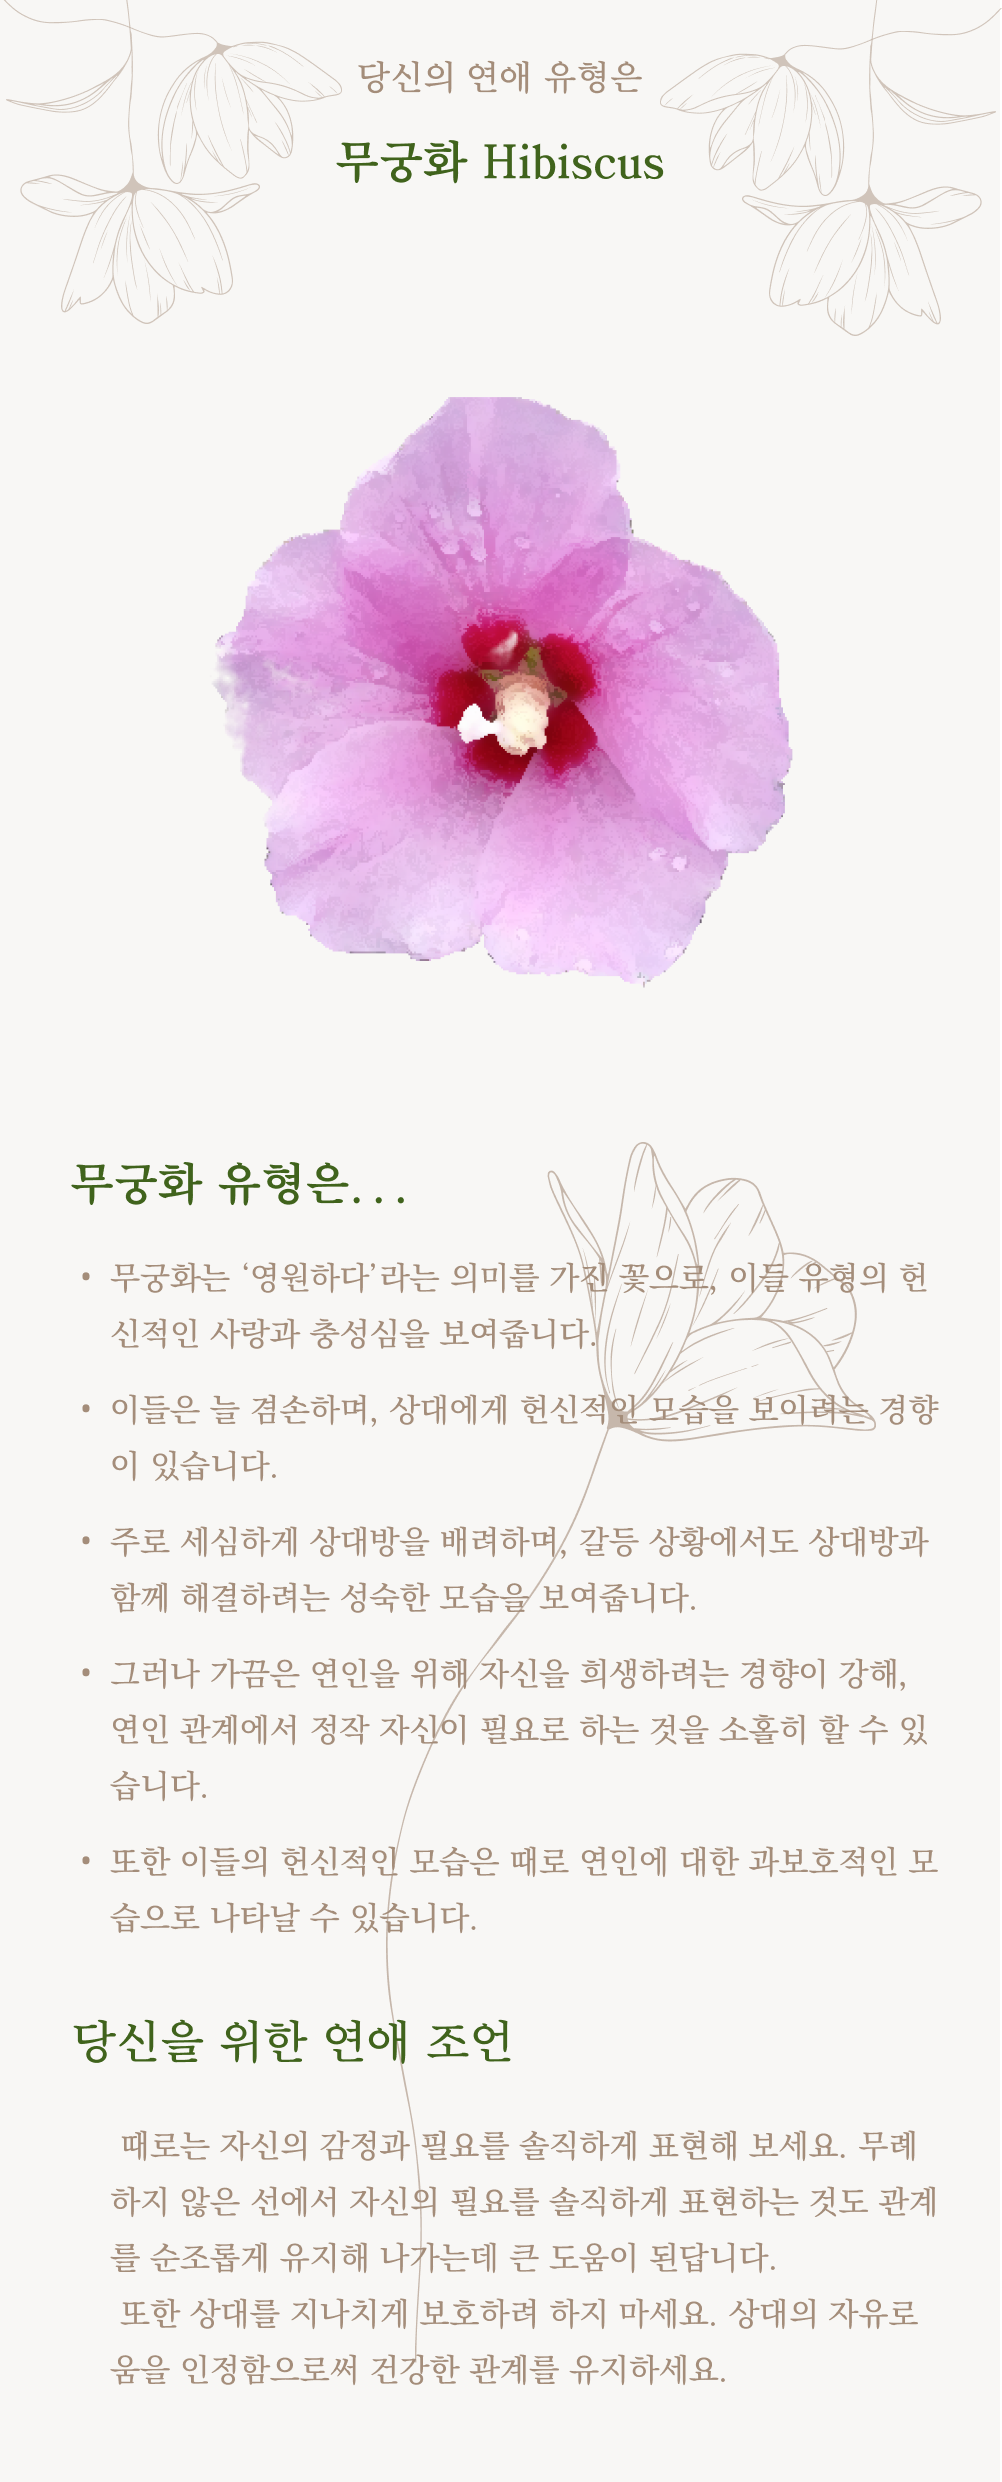 당신의 연애 유형은
무궁화 Hibiscus
무궁화 유형은...
• 무궁화는 ‘영원하다’라는 의미를 가진 꽃으로, 이들 유형의 헌
신적인 사랑과 충성심을 보여줍니다.
• 이들은 늘 겸손하며, 상대에게 헌신적인 모습을 보이려는 경향
이 있습니다.
• 주로 세심하게 상대방을 배려하며, 갈등 상황에서도 상대방과
함께 해결하려는 성숙한 모습을 보여줍니다.
• 그러나 가끔은 연인을 위해 자신을 희생하려는 경향이 강해,
연인 관계에서 정작 자신이 필요로 하는 것을 소홀히 할 수 있
습니다.
• 또한 이들의 헌신적인 모습은 때로 연인에 대한 과보호적인 모
습으로 나타날 수 있습니다.
당신을 위한 연애 조언
때로는 자신의 감정과 필요를 솔직하게 표현해 보세요. 무례
하지 않은 선에서 자신의 필요를 솔직하게 표현하는 것도 관계
를 순조롭게 유지해 나가는데 큰 도움이 된답니다.
또한 상대를 지나치게 보호하려 하지 마세요. 상대의 자유로
움을 인정함으로써 건강한 관계를 유지하세요.